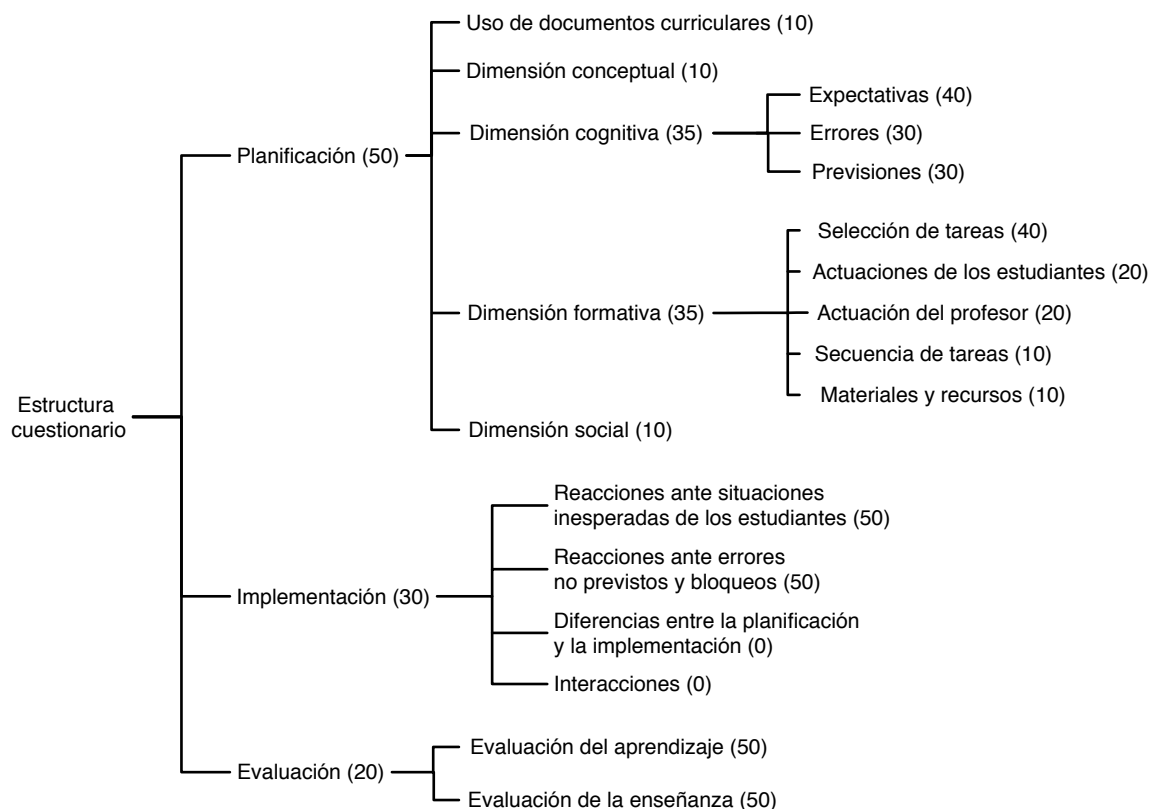 Estructura
cuestionario
Planificación (50)
Uso de documentos curriculares (10)
Dimensión conceptual (10)
Dimensión cognitiva (35)
Expectativas (40)
Errores (30)
Previsiones (30)
Dimensión formativa (35)
Selección de tareas (40)
Actuaciones de los estudiantes (20)
Actuación del profesor (20)
Secuencia de tareas (10)
Materiales y recursos (10)
Dimensión social (10)
Implementación (30)
Reacciones ante situaciones
inesperadas de los estudiantes (50)
Reacciones ante errores
no previstos y bloqueos (50)
Diferencias entre la planificación
y la implementación (0)
Interacciones (0)
Evaluación (20)
Evaluación del aprendizaje (50)
Evaluación de la enseñanza (50)